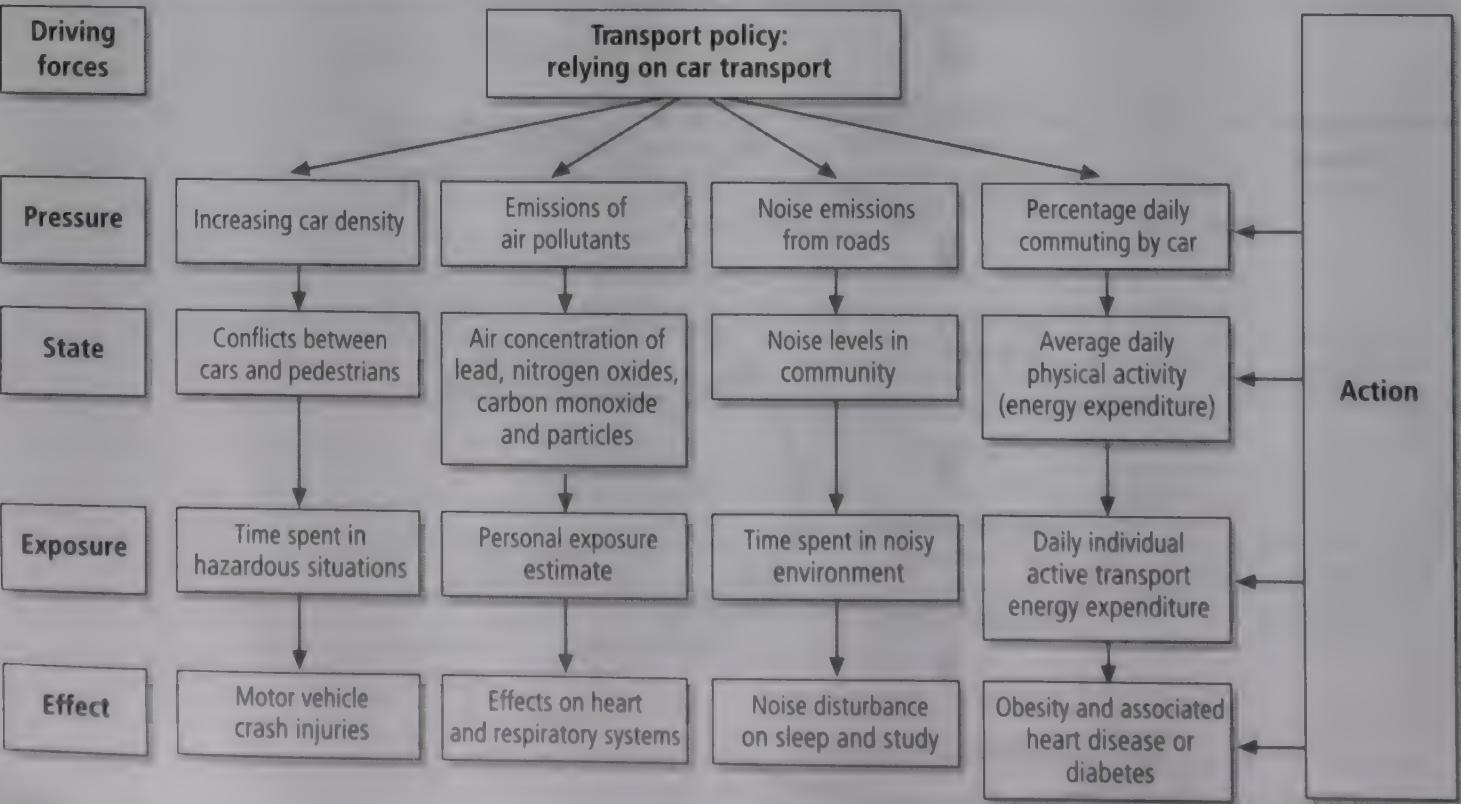 Driving
forces
Transport policy:
relying on car transport
Pressure
Increasing car density
Emissions of
air pollutants
Noise emissions
from roads
Percentage daily
commuting by car
State
Conflicts between
cars and pedestrians
Air concentration of
lead, nitrogen oxides,
carbon monoxide
and particles
Noise levels in
community
Average daily
physical activity
(energy expenditure)
Action
Exposure
Time spent in
hazardous situations
Personal exposure
estimate
Time spent in noisy
environment
Daily individual
active transport
energy expenditure
Effect
Motor vehicle
crash injuries
Effects on heart
and respiratory systems
Noise disturbance
on sleep and study
Obesity and associated
heart disease or
diabetes